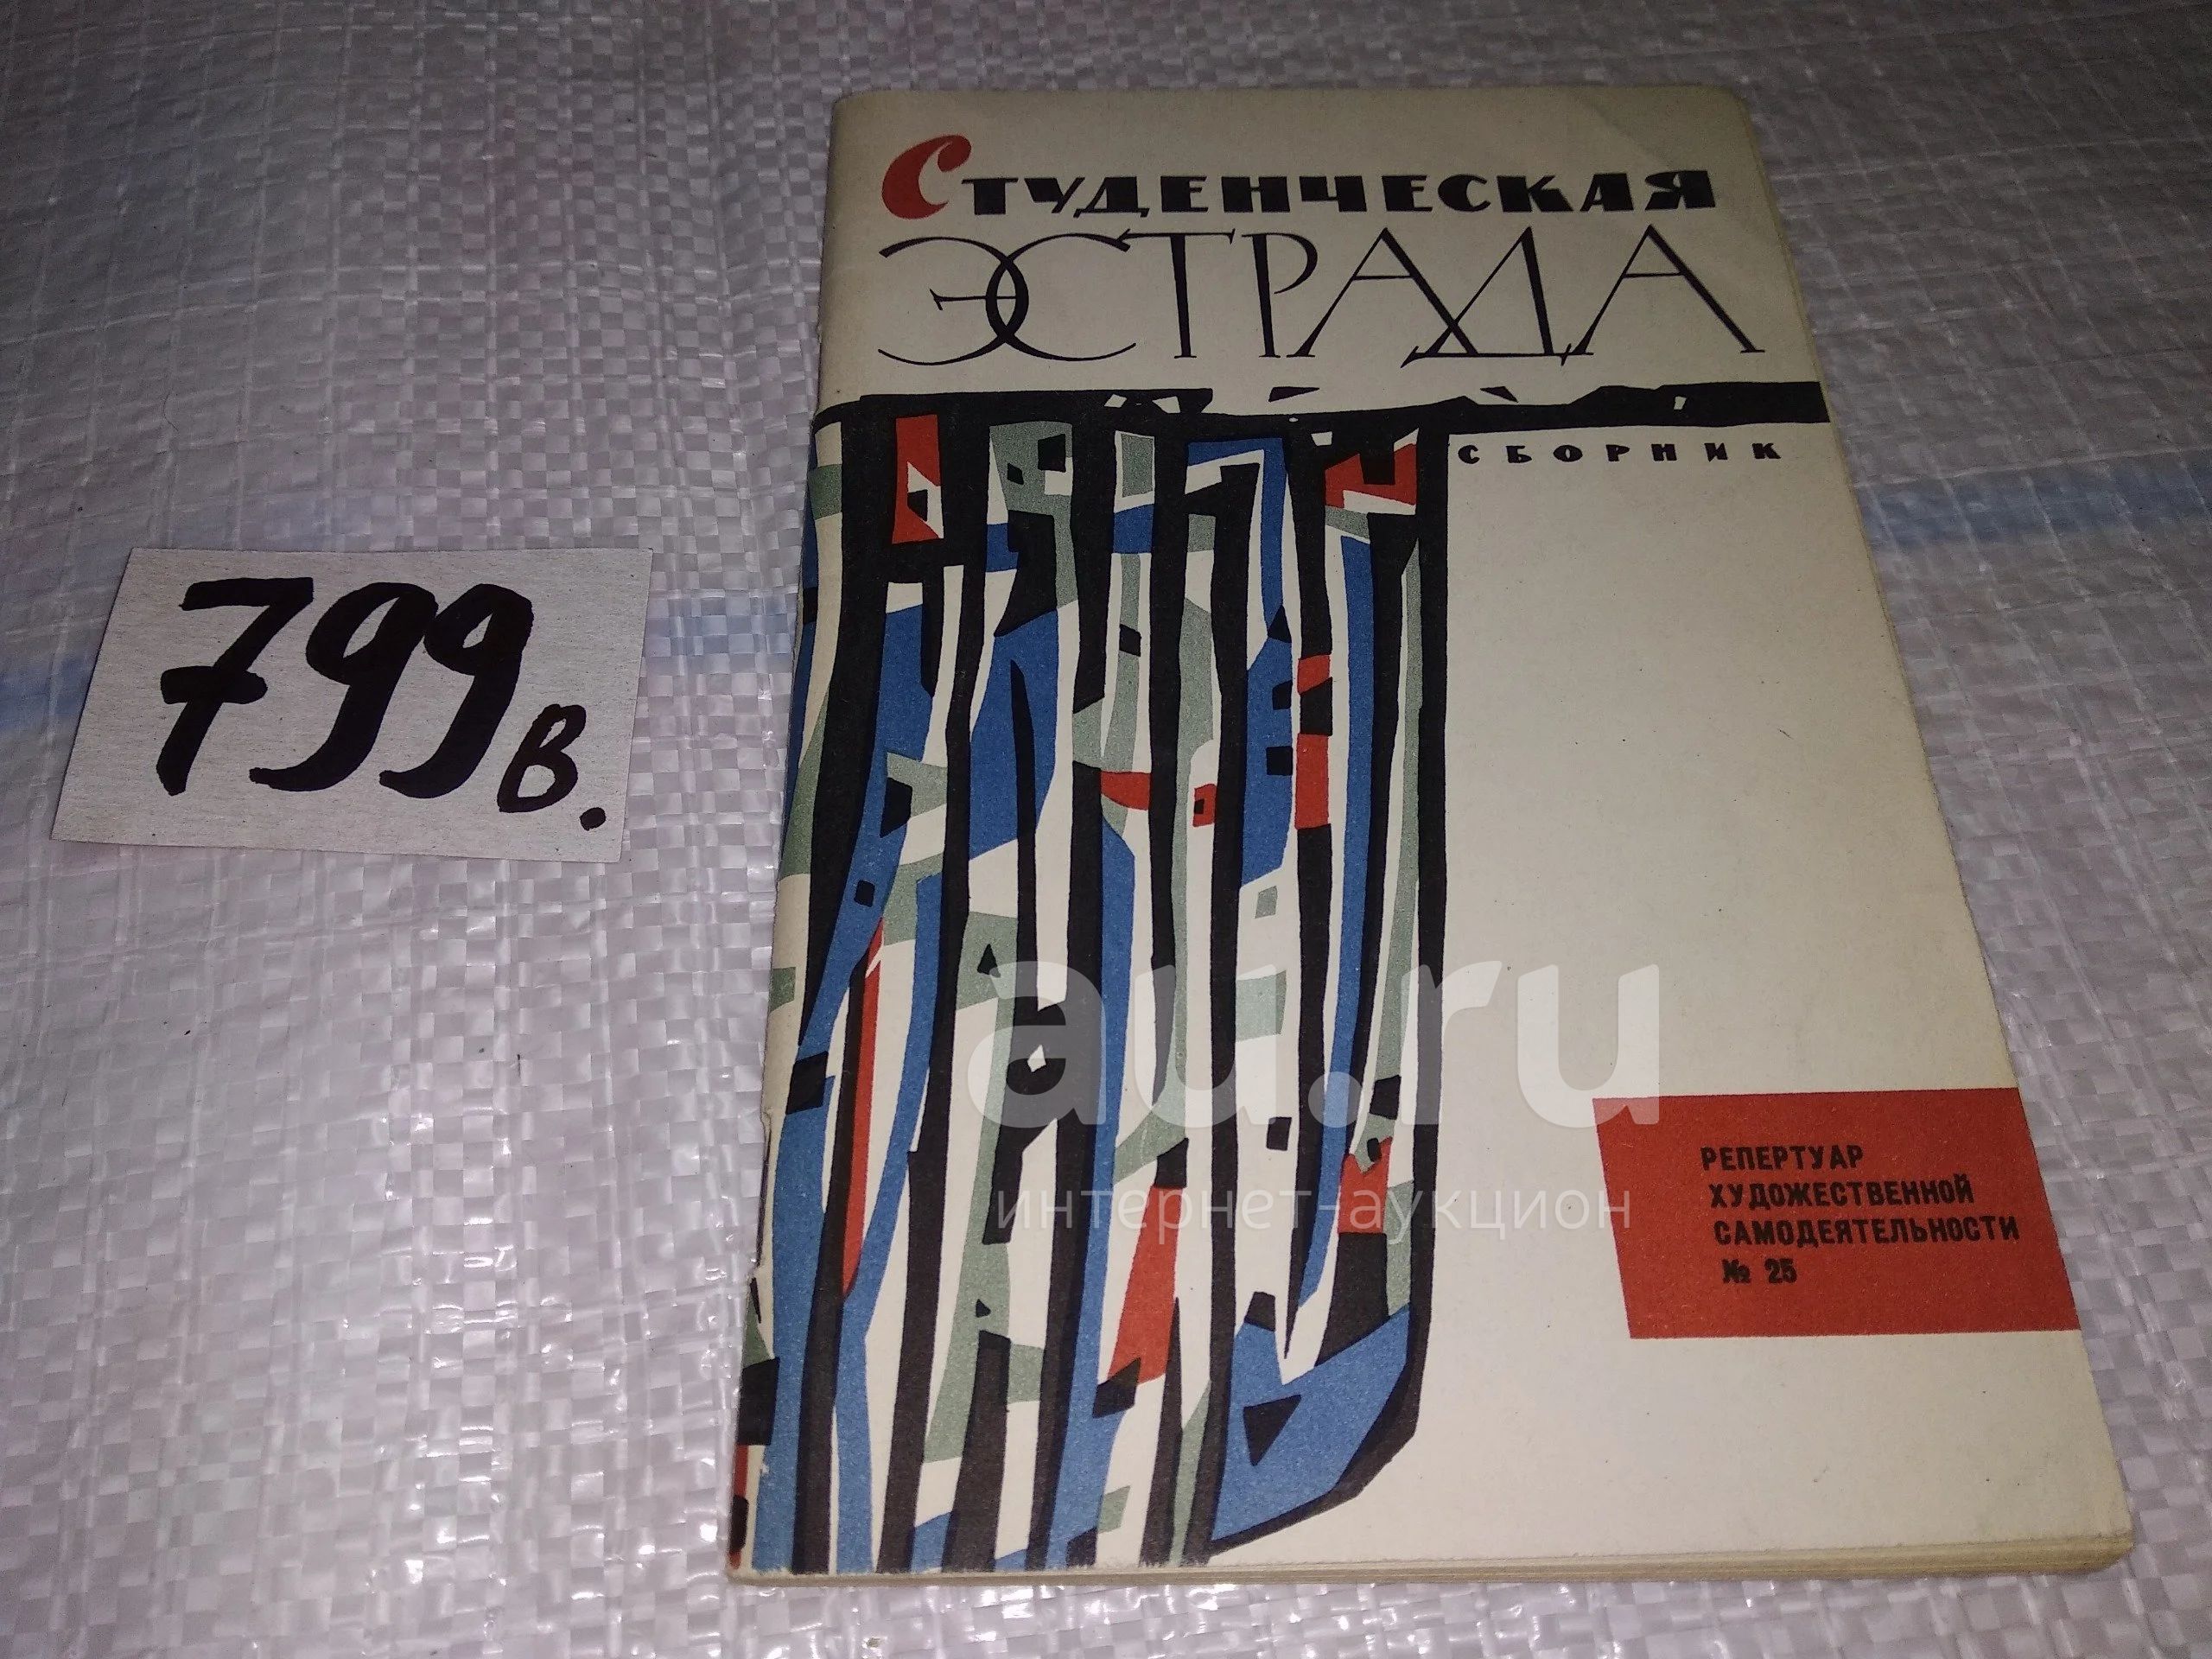 Студенческая
ЭСТРАДА
СБОРНИК
799в.
au.ru
интернет-аукцион
РЕПЕРТУАР
ХУДОЖЕСТВЕННОЙ
САМОДЕЯТЕЛЬНОСТИ
№ 25